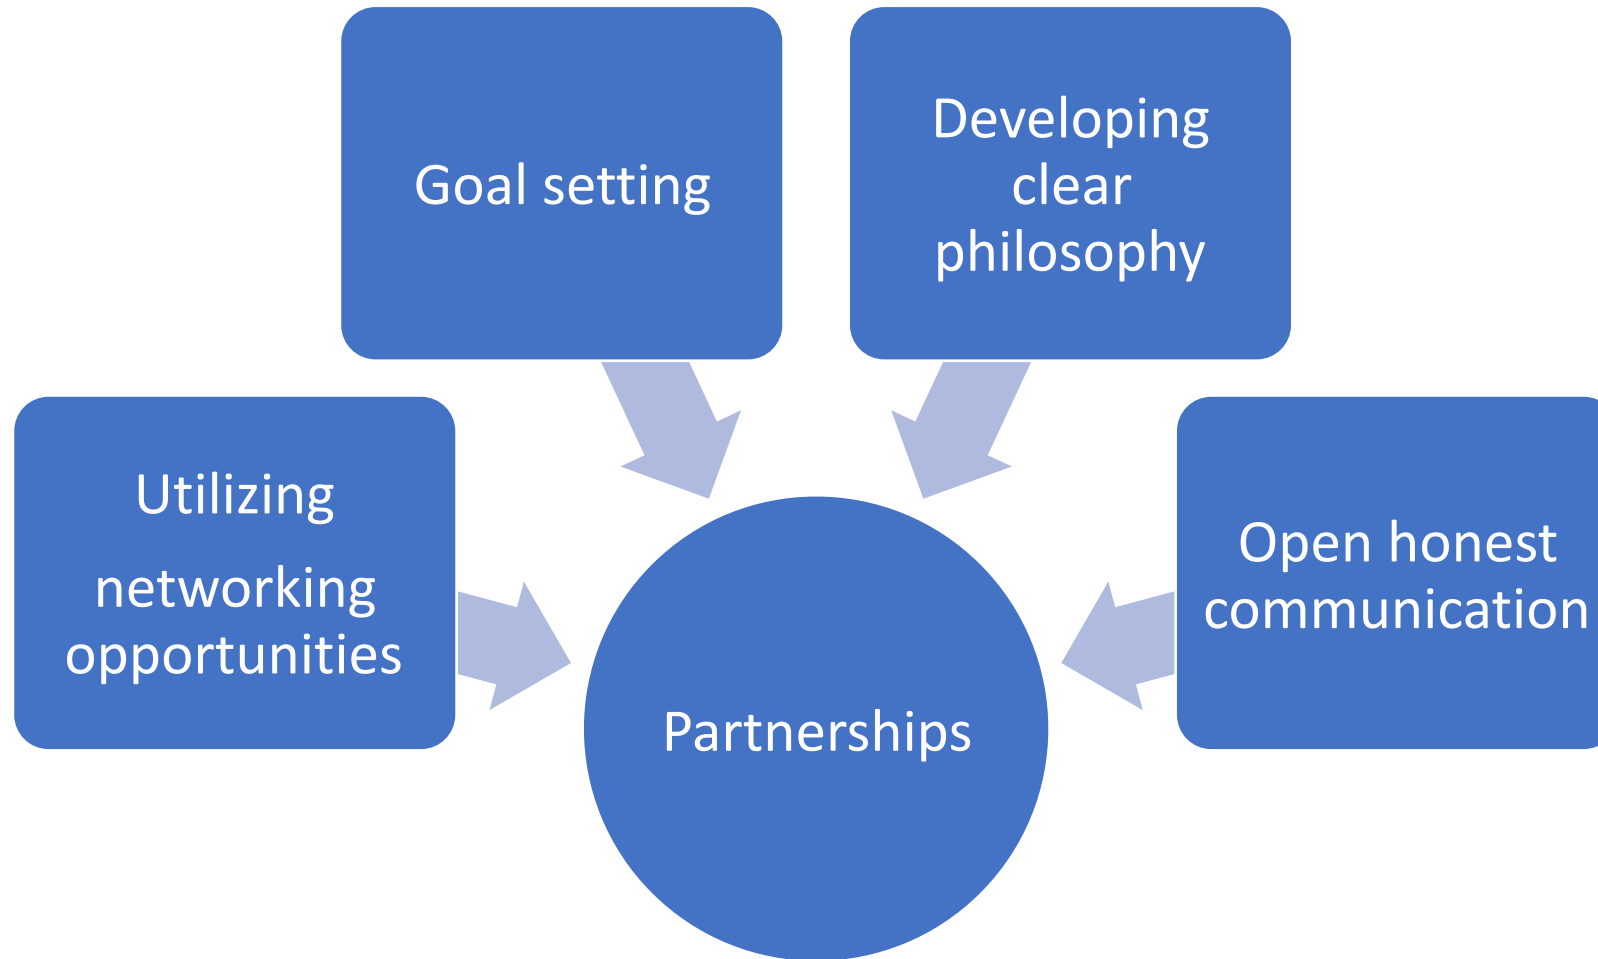 Goal setting
Developing
clear
philosophy
Utilizing
networking
opportunities
Open honest
communication
Partnerships